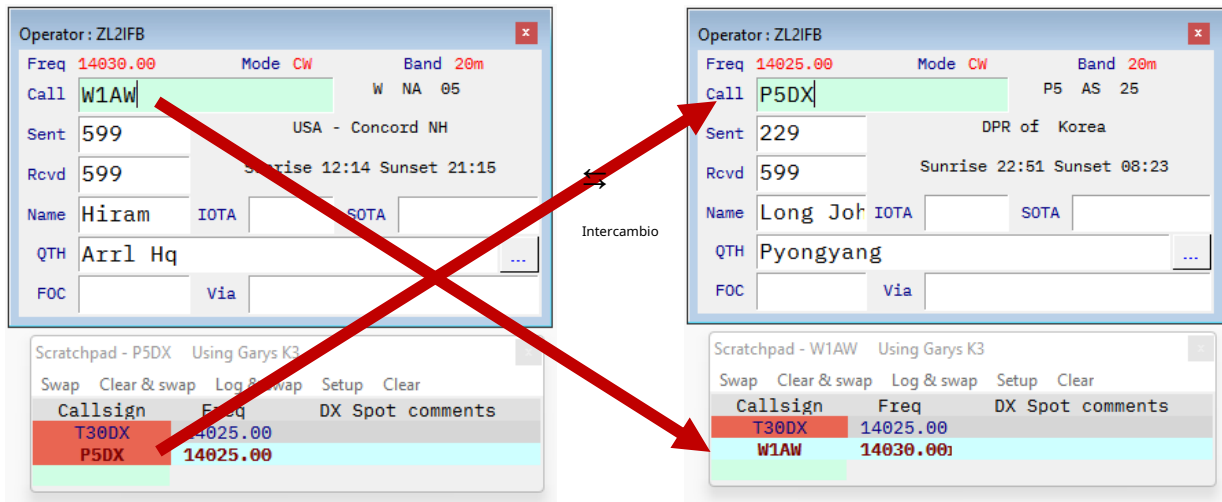 Operator : ZL2IFB
Freq 14030.00 Mode CW Band 20m
Call W1AW W NA 05
Sent 599 USA - Concord NH
Rcvd 599 Sunrise 12:14 Sunset 21:15
Name Hiram IOTA SOTA
QTH Arrl Hq ...
FOC Via
Scratchpad - P5DX Using Garys K3
Swap Clear & swap Log & swap Setup Clear
Callsign Freq DX Spot comments
T30DX 14025.00
P5DX 14025.00
⇆
Intercambio
Operator : ZL2IFB x
Freq 14025.00 Mode CW Band 20m
Call P5DX P5 AS 25
Sent 229 DPR of Korea
Rcvd 599 Sunrise 22:51 Sunset 08:23
Name Long Joh IOTA SOTA
QTH Pyongyang ...
FOC Via
Scratchpad - W1AW Using Garys K3 x
Swap Clear & swap Log & swap Setup Clear
Callsign Freq DX Spot comments
T30DX 14025.00
W1AW 14030.00